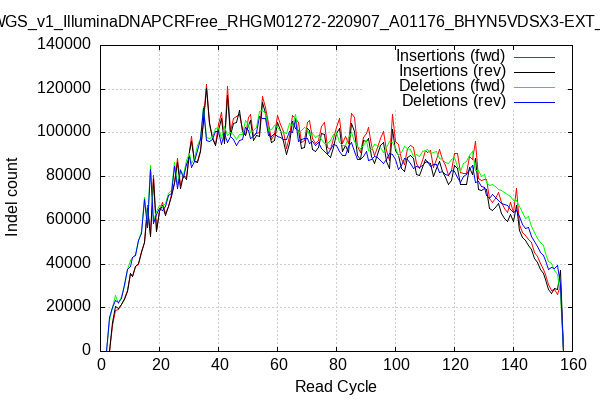 WGS_v1_IlluminaDNAPCRFree_RHGM01272-220907_A01176_BHYN5VDSX3-EXT_
Insertions (fwd)
Insertions (rev)
Deletions (fwd)
Deletions (rev)
140000
120000
100000
80000
60000
40000
20000
0
Indel count
0 20 40 60 80 100 120 140 160
Read Cycle